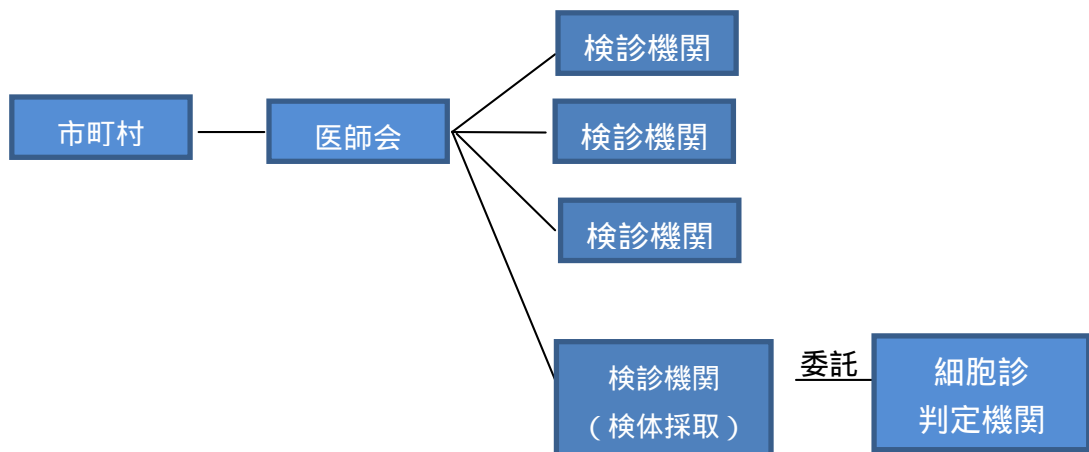 検診機関
市町村
医師会
検診機関
検診機関
検診機関
（検体採取）
委託
細胞診
判定機関